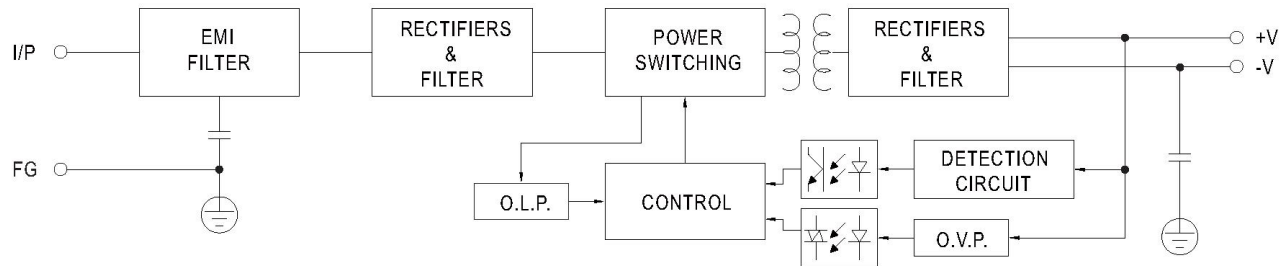 I/P
EMI
FILTER
RECTIFIERS
&
FILTER
POWER
SWITCHING
RECTIFIERS
&
FILTER
+V
-V
FG
O.L.P.
CONTROL
DETECTION
CIRCUIT
O.V.P.